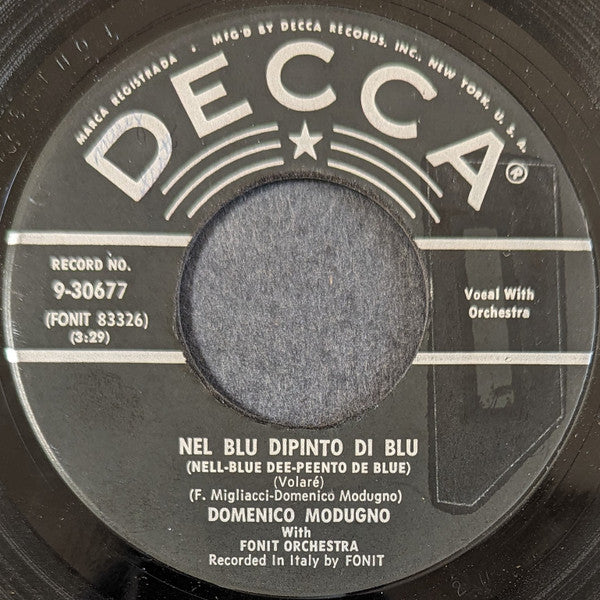 MARCA REGISTRADA • MFG'D BY DECCA RECORDS, INC., NEW YORK, U. S. A.
DECCA®
RECORD NO.
9-30677
(FONIT 83326)
(3:29)
Vocal With
Orchestra
NEL BLU DIPINTO DI BLU
(NELL-BLUE DEE-PEENTO DE BLUE)
(Volaré)
(F. Migliacci-Domenico Modugno)
DOMENICO MODUGNO
With
FONIT ORCHESTRA
Recorded In Italy by FONIT